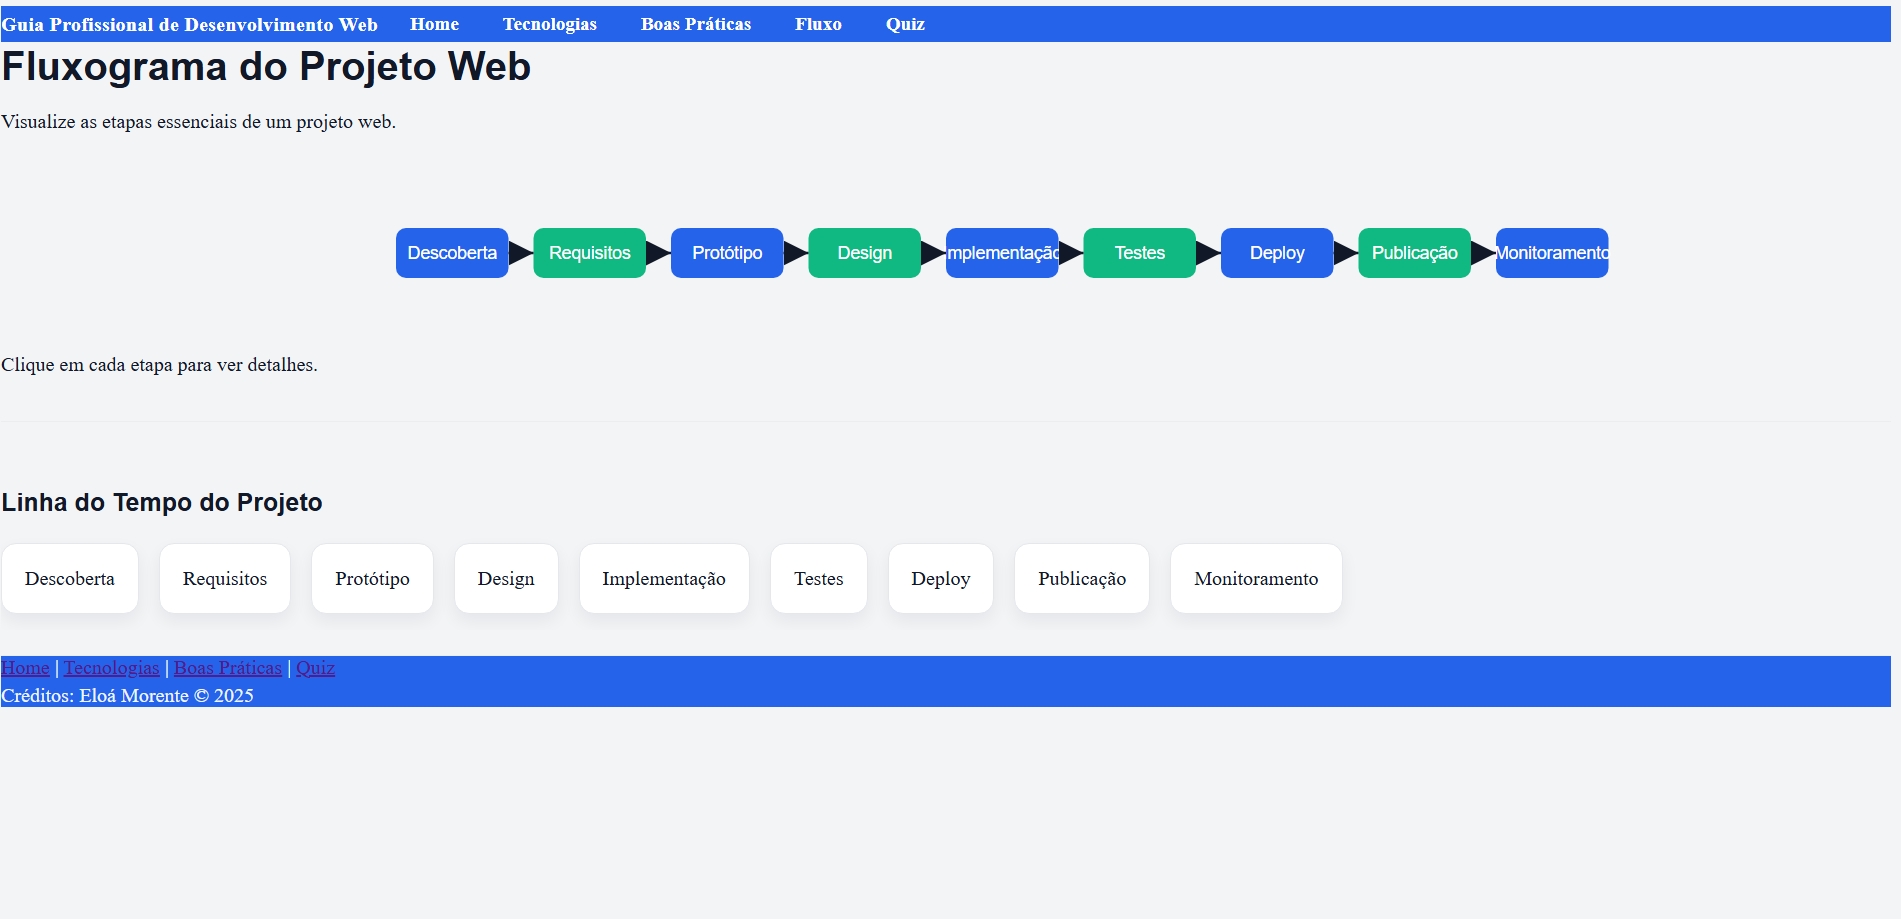 Guia Profissional de Desenvolvimento Web Home Tecnologias Boas Práticas Fluxo Quiz
Fluxograma do Projeto Web
Visualize as etapas essenciais de um projeto web.
Descoberta Requisitos Protótipo Design mplementaçã Testes Deploy Publicação Monitoramento
Clique em cada etapa para ver detalhes.
Linha do Tempo do Projeto
Descoberta Requisitos Protótipo Design Implementação Testes Deploy Publicação Monitoramento
Home | Tecnologias | Boas Práticas | Quiz
Créditos: Eloá Morente © 2025